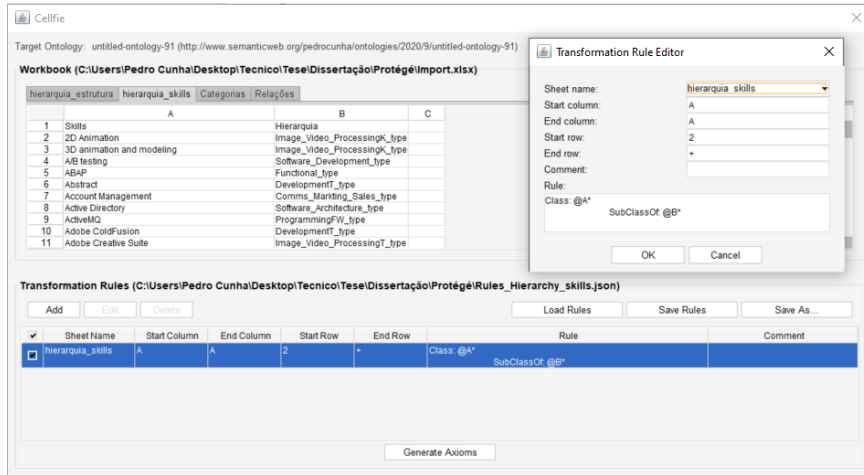 Cellfie
Target Ontology: untitled-ontology-91 (http://www.semanticweb.org/pedrocunha/ontologies/2020/9/untitled-ontology-91)
Workbook (C:\Users\Pedro Cunha\Desktop\Tecnico\Tese\Dissertação\Protégé\Import.xlsx)
hierarquia_estrutura hierarquia_skills Categorias Relações
A B C
1 Skills Hierarquia
2 2D Animation Image_Video_ProcessingK_type
3 3D animation and modeling Image_Video_ProcessingK_type
4 A/B testing Software_Development_type
5 ABAP Functional_type
6 Abstract DevelopmentT_type
7 Account Management Comms_Markting_Sales_type
8 Active Directory Software_Architecture_type
9 ActiveMQ ProgrammingFW_type
10 Adobe ColdFusion DevelopmentT_type
11 Adobe Creative Suite Image_Video_ProcessingT_type
Transformation Rule Editor
Sheet name: hierarquia_skills
Start column: A
End column: A
Start row: 2
End row: +
Comment:
Rule:
Class: @A*
SubClassOf: @B*
OK Cancel
Transformation Rules (C:\Users\Pedro Cunha\Desktop\Tecnico\Tese\Dissertação\Protégé\Rules_Hierarchy_skills.json)
Add Edit Delete Load Rules Save Rules Save As...
Sheet Name Start Column End Column Start Row End Row Rule Comment
hierarquia_skills A A 2 + Class: @A*
SubClassOf: @B*
Generate Axioms